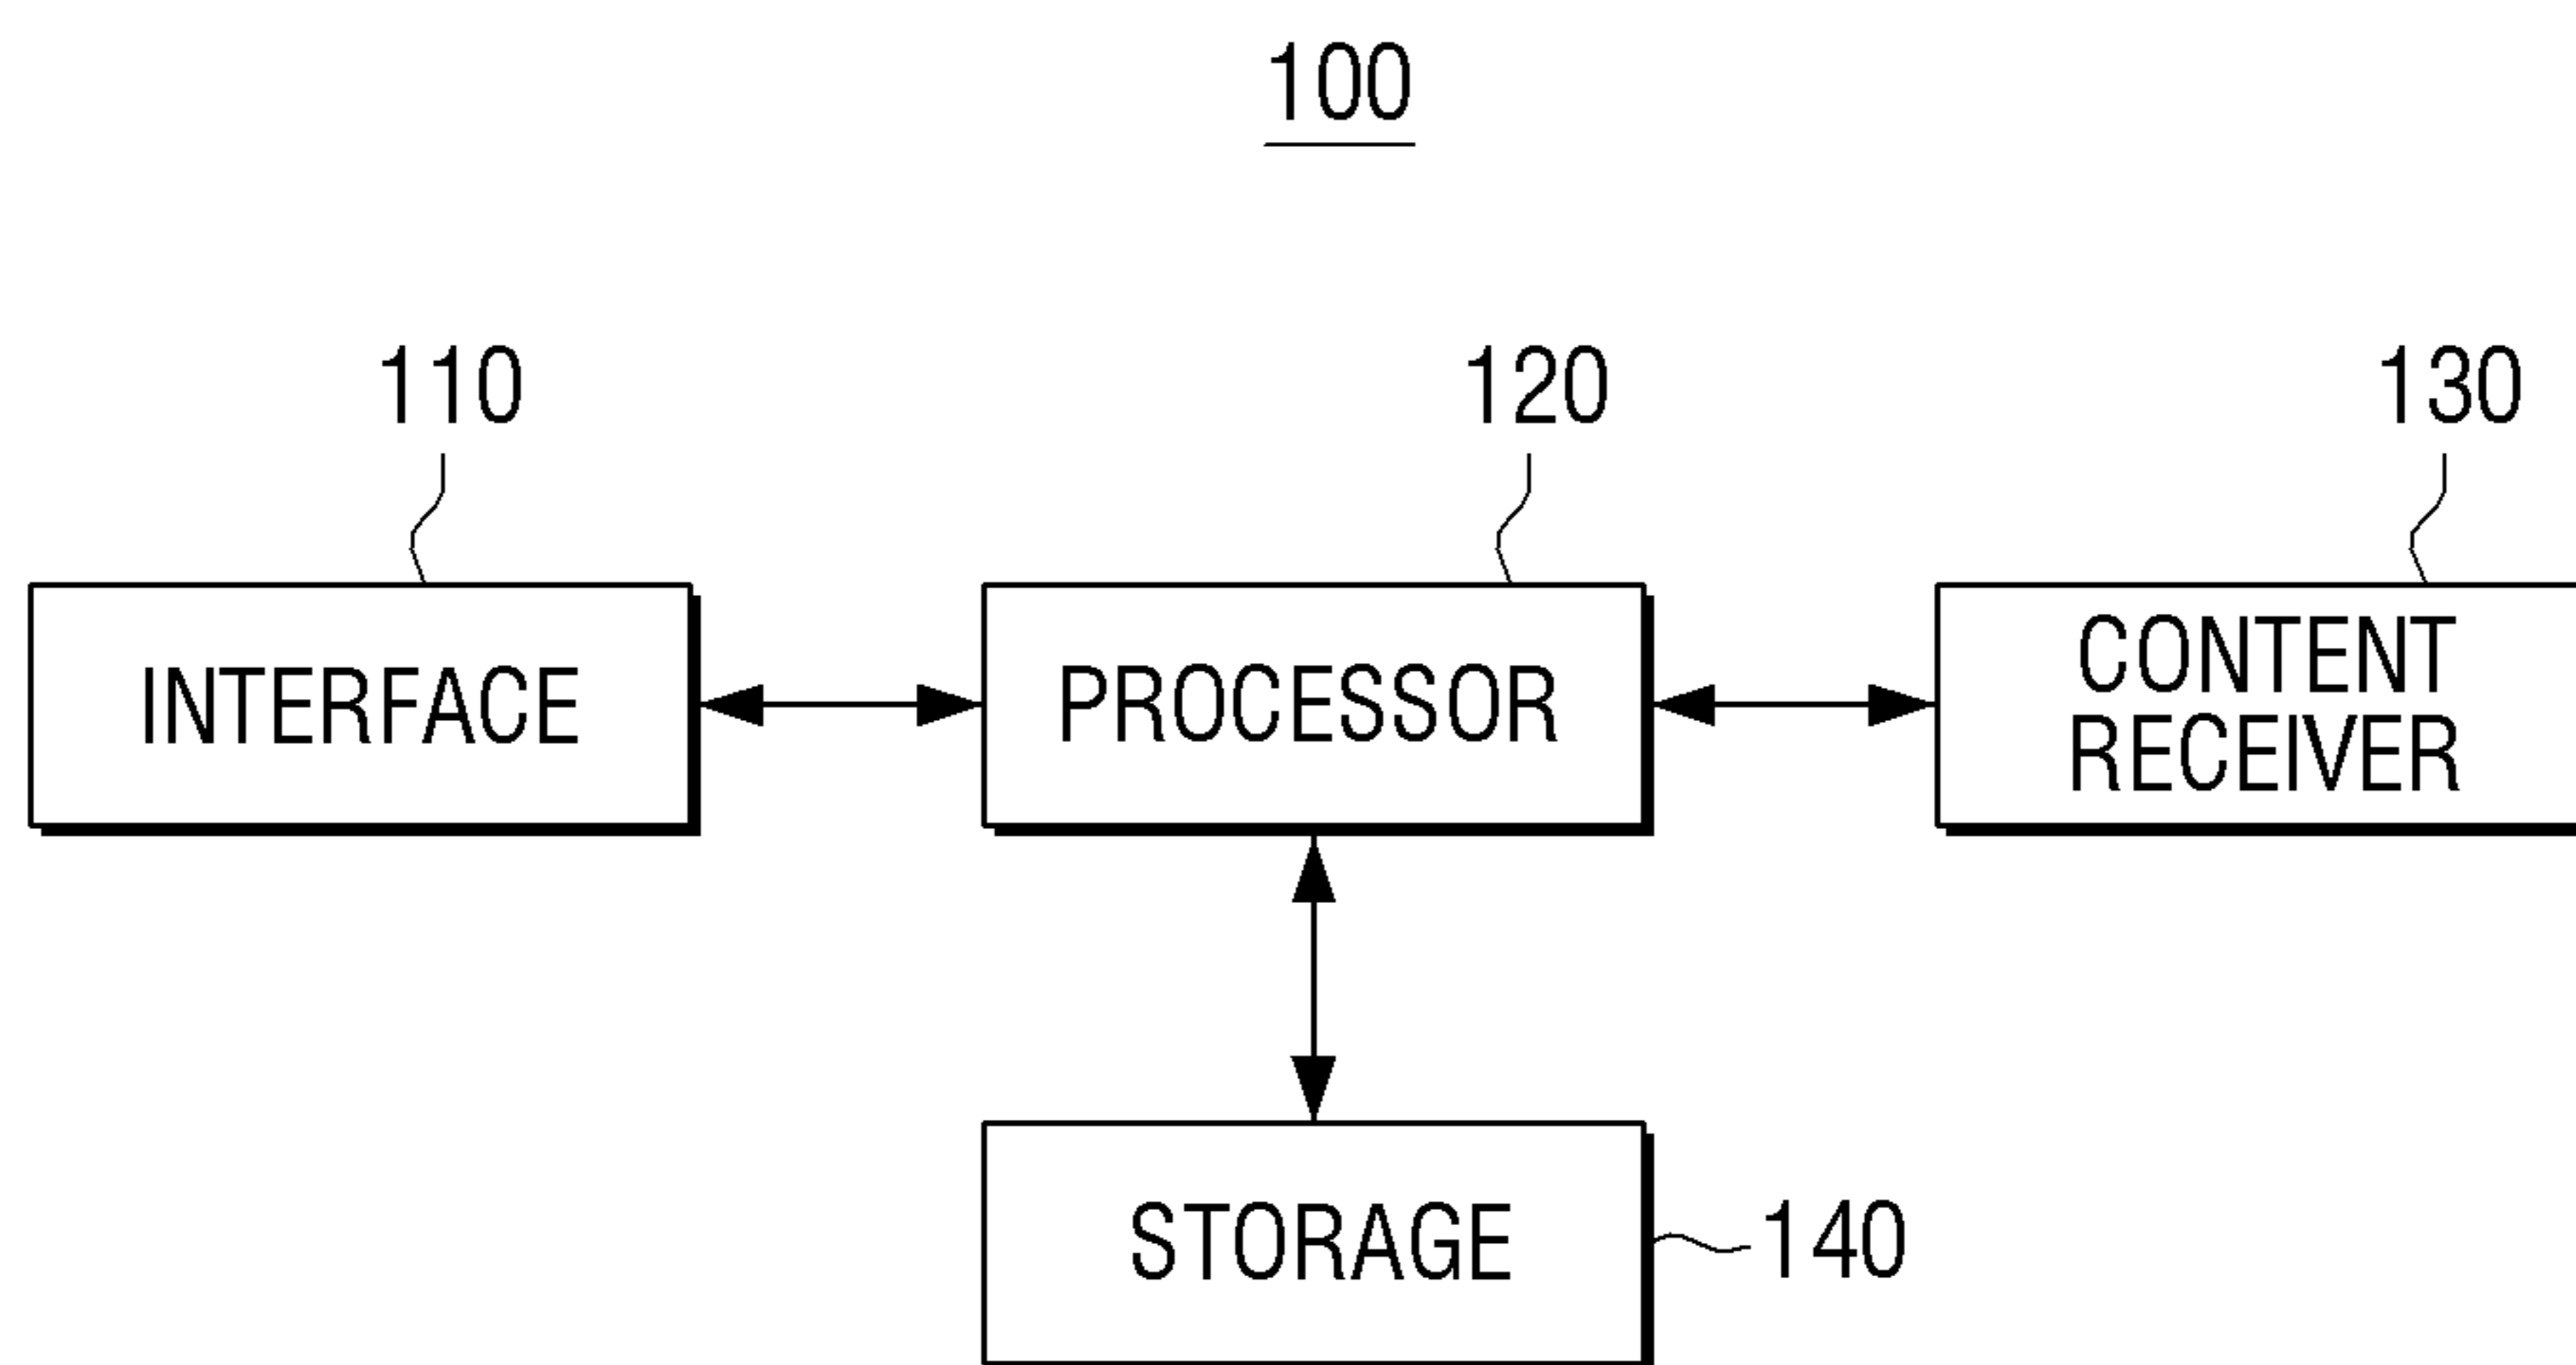 100
110
120
130
INTERFACE
PROCESSOR
CONTENT
RECEIVER
STORAGE
140